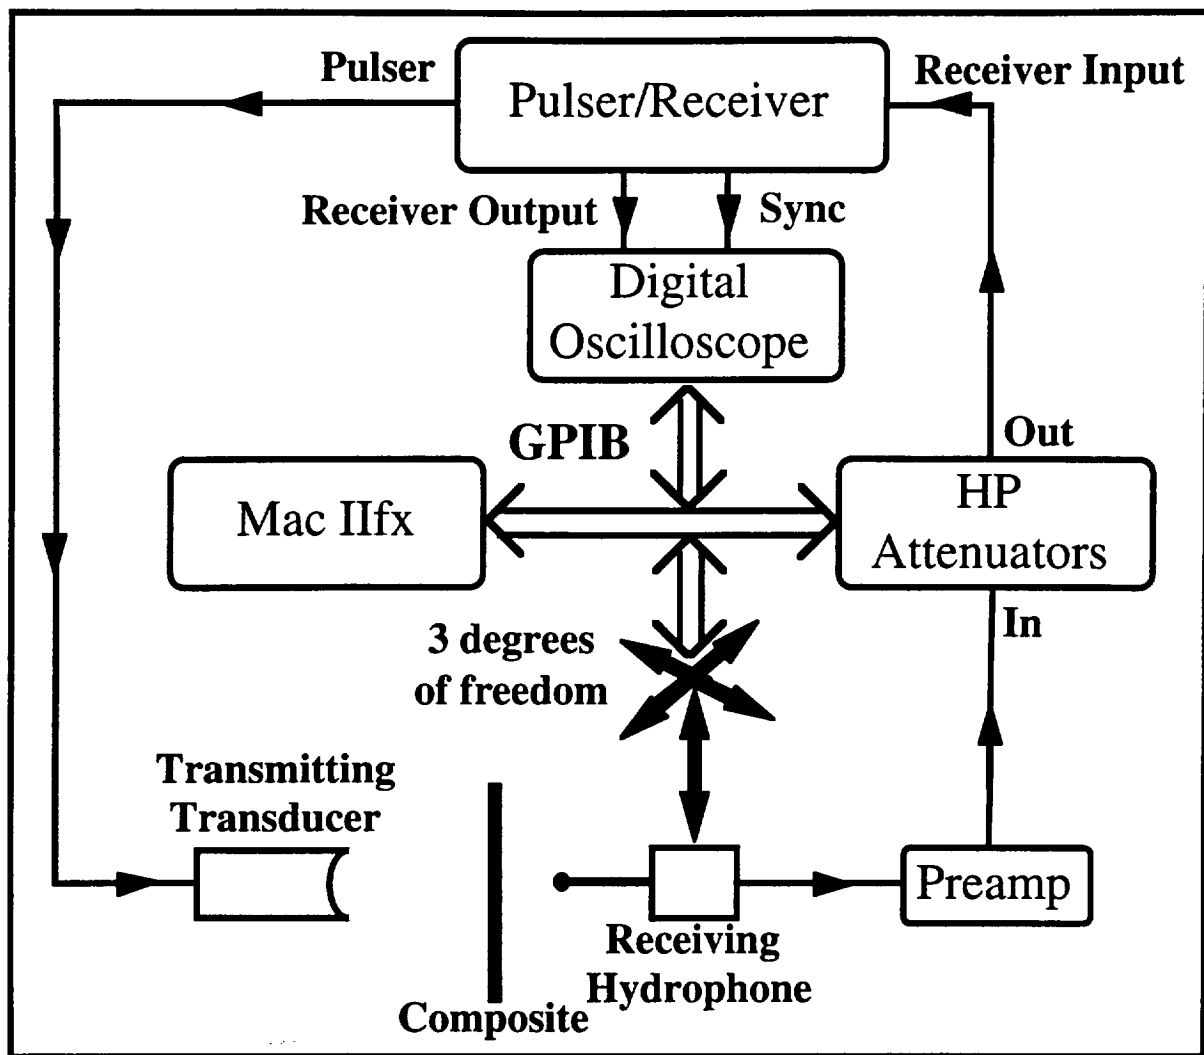 Pulser
Pulser/Receiver
Receiver Input
Receiver Output
Sync
Digital
Oscilloscope
GPIB
Out
Mac IIfx
HP
Attenuators
In
3 degrees
of freedom
Transmitting
Transducer
Preamp
Receiving
Hydrophone
Composite